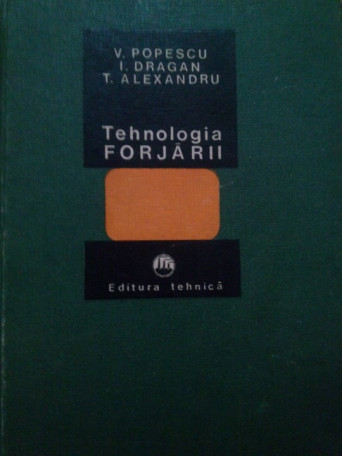 V. POPESCU
I. DRAGAN
T. ALEXANDRU
Tehnologia
FORJĂRII
Editura tehnică